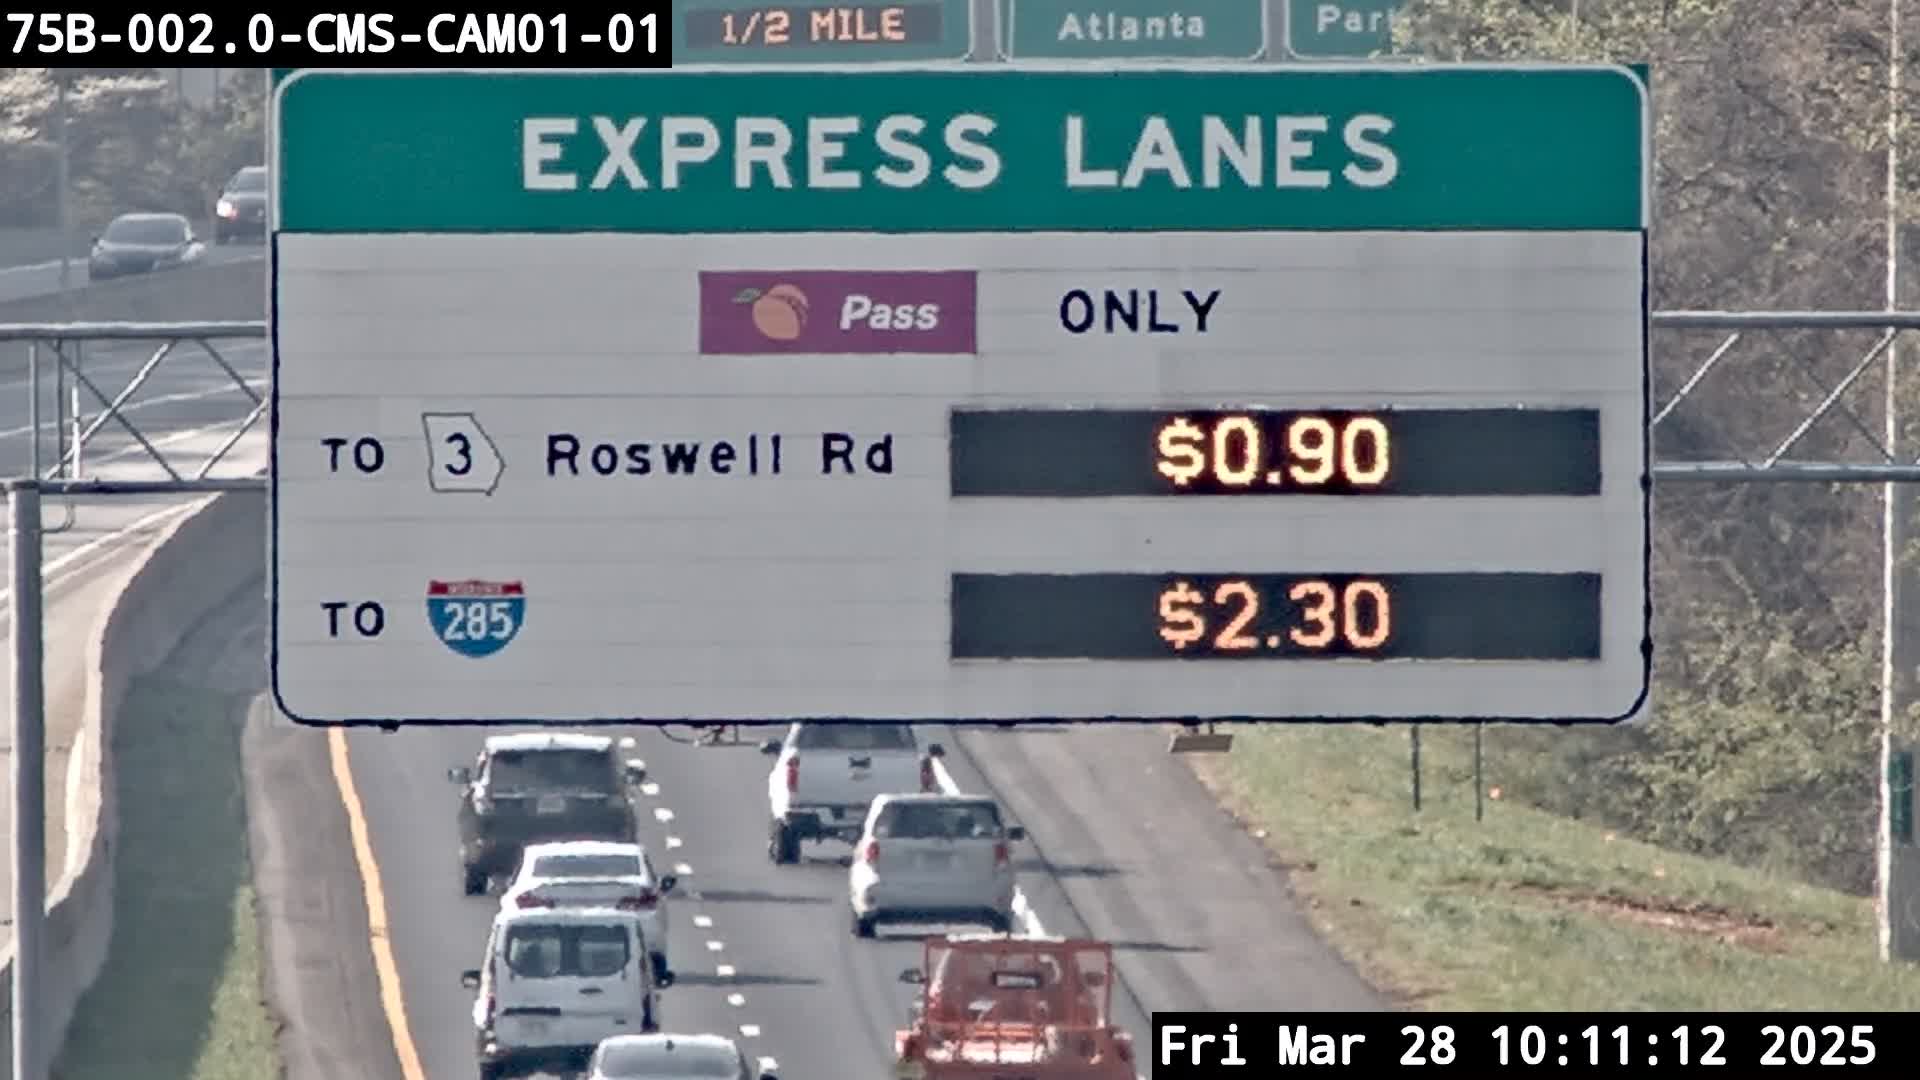 75B-002.0-CMS-CAM01-01
1/2 MILE
Atlanta
EXPRESS LANES
Pass ONLY
TO 3 Roswell Rd $0.90
TO 285 $2.30
Fri Mar 28 10:11:12 2025